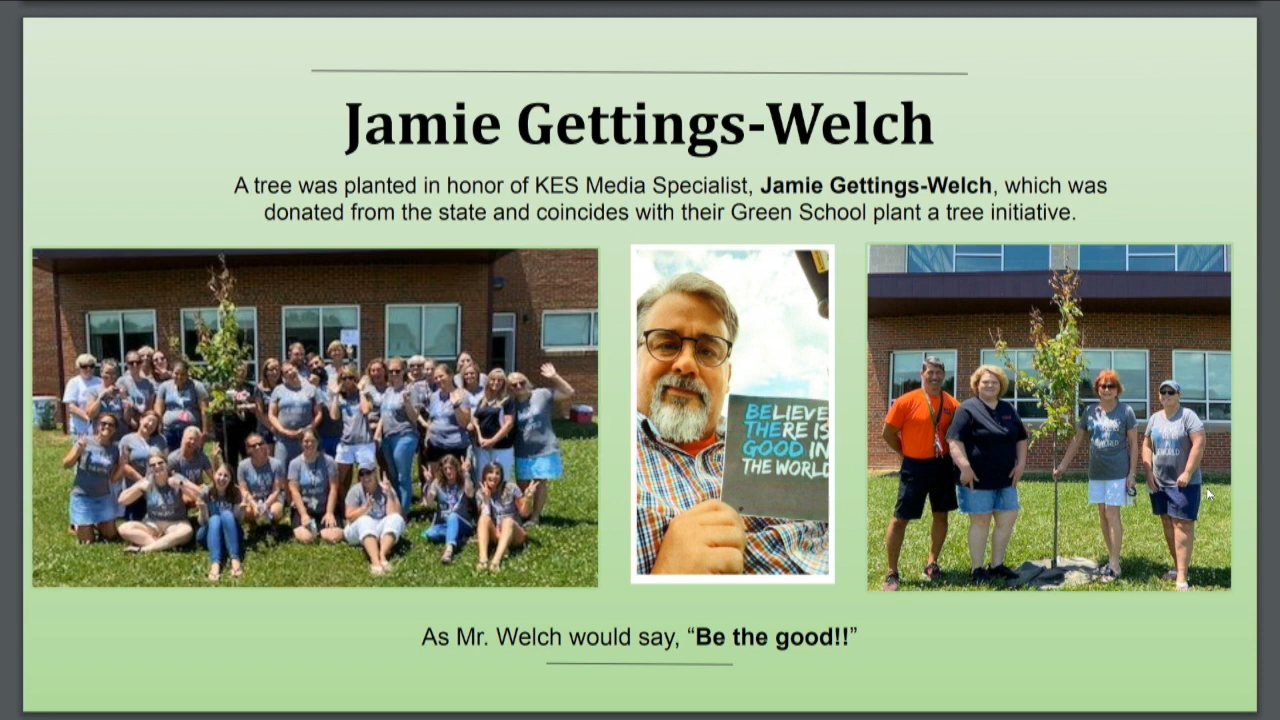 Jamie Gettings-Welch
A tree was planted in honor of KES Media Specialist, Jamie Gettings-Welch, which was
donated from the state and coincides with their Green School plant a tree initiative.
BELIEVE
THERE IS
GOOD IN
THE WORLD
As Mr. Welch would say, “Be the good!!”